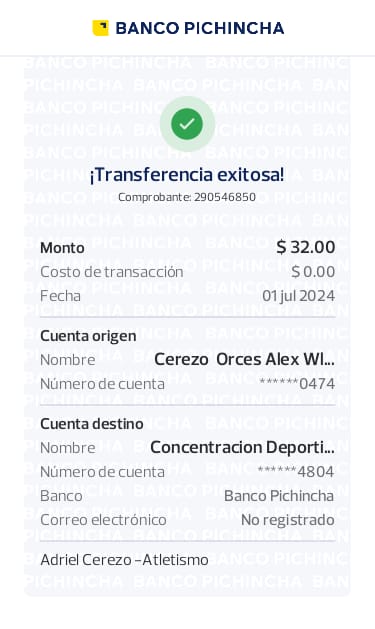 BANCO PICHINCHA
¡Transferencia exitosa!
Comprobante: 290546850
Monto $ 32.00
Costo de transacción $ 0.00
Fecha 01 jul 2024
Cuenta origen
Nombre Cerezo Orces Alex WI...
Número de cuenta ******0474
Cuenta destino
Nombre Concentracion Deporti...
Número de cuenta ******4804
Banco Banco Pichincha
Correo electrónico No registrado
Adriel Cerezo -Atletismo